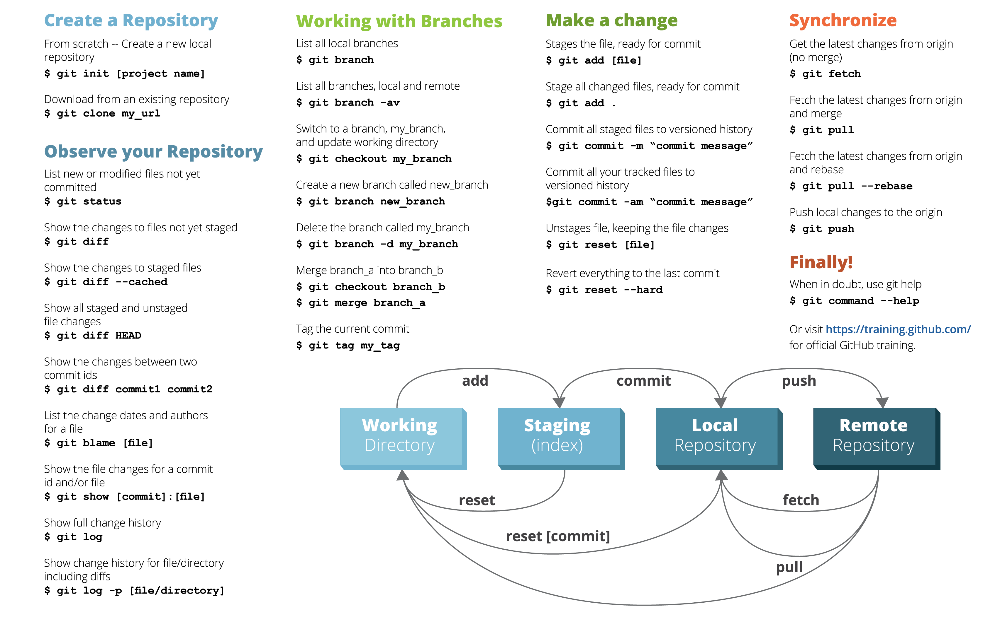 Create a Repository
From scratch -- Create a new local
repository
$ git init [project name]
Download from an existing repository
$ git clone my_url
Observe your Repository
List new or modified files not yet
committed
$ git status
Show the changes to files not yet staged
$ git diff
Show the changes to staged files
$ git diff --cached
Show all staged and unstaged
file changes
$ git diff HEAD
Show the changes between two
commit ids
$ git diff commit1 commit2
List the change dates and authors
for a file
$ git blame [file]
Show the file changes for a commit
id and/or file
$ git show [commit]:[file]
Show full change history
$ git log
Show change history for file/directory
including diffs
$ git log -p [file/directory]
Working with Branches
List all local branches
$ git branch
List all branches, local and remote
$ git branch -av
Switch to a branch, my_branch,
and update working directory
$ git checkout my_branch
Create a new branch called new_branch
$ git branch new_branch
Delete the branch called my_branch
$ git branch -d my_branch
Merge branch_a into branch_b
$ git checkout branch_b
$ git merge branch_a
Tag the current commit
$ git tag my_tag
Make a change
Stages the file, ready for commit
$ git add [file]
Stage all changed files, ready for commit
$ git add .
Commit all staged files to versioned history
$ git commit -m “commit message”
Commit all your tracked files to
versioned history
$git commit -am “commit message”
Unstages file, keeping the file changes
$ git reset [file]
Revert everything to the last commit
$ git reset --hard
Synchronize
Get the latest changes from origin
(no merge)
$ git fetch
Fetch the latest changes from origin
and merge
$ git pull
Fetch the latest changes from origin
and rebase
$ git pull --rebase
Push local changes to the origin
$ git push
Finally!
When in doubt, use git help
$ git command --help
Or visit https://training.github.com/
for official GitHub training.
add
commit
push
Working
Directory
Staging
(index)
Local
Repository
Remote
Repository
reset
fetch
reset [commit]
pull